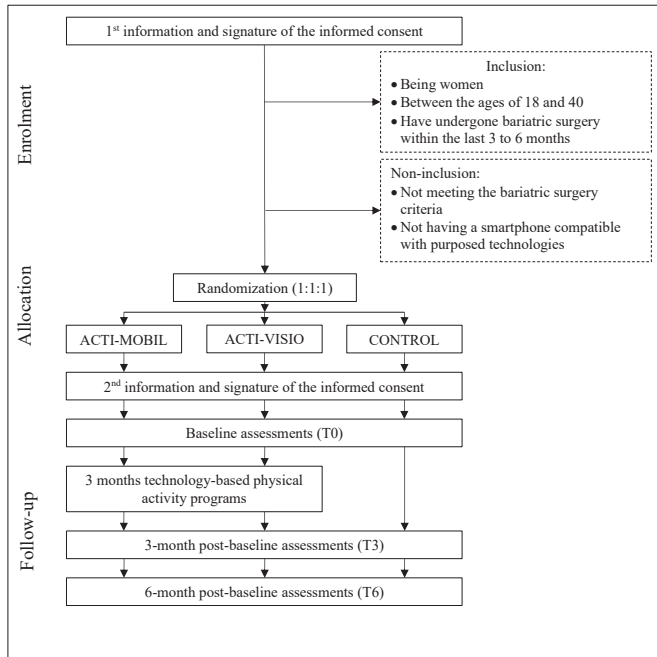 1st information and signature of the informed consent
Enrolment
Inclusion:
• Being women
• Between the ages of 18 and 40
• Have undergone bariatric surgery
within the last 3 to 6 months
Non-inclusion:
• Not meeting the bariatric surgery
criteria
• Not having a smartphone compatible
with purposed technologies
Allocation
Randomization (1:1:1)
ACTI-MOBIL
ACTI-VISIO
CONTROL
2nd information and signature of the informed consent
Baseline assessments (T0)
Follow-up
3 months technology-based physical
activity programs
3-month post-baseline assessments (T3)
6-month post-baseline assessments (T6)